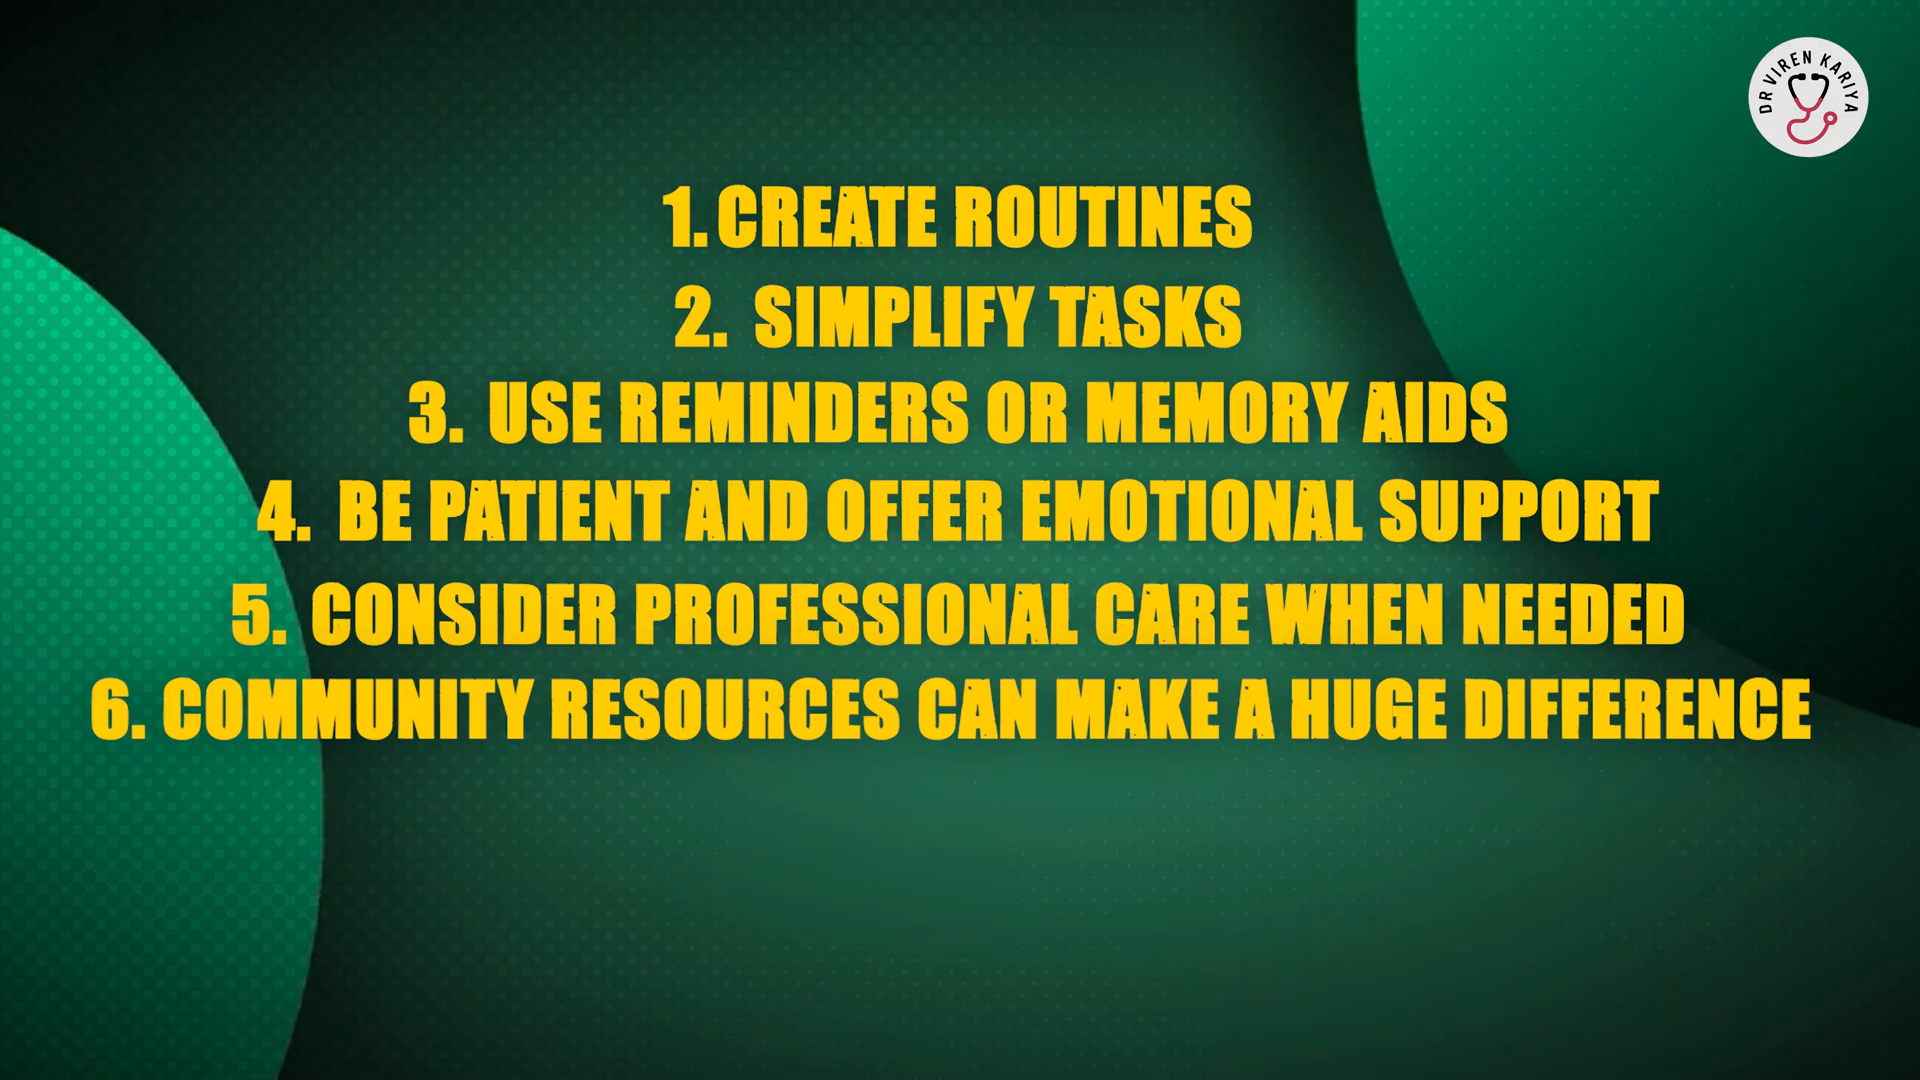 DR VIREN KARIYA
1. CREATE ROUTINES
2. SIMPLIFY TASKS
3. USE REMINDERS OR MEMORY AIDS
4. BE PATIENT AND OFFER EMOTIONAL SUPPORT
5. CONSIDER PROFESSIONAL CARE WHEN NEEDED
6. COMMUNITY RESOURCES CAN MAKE A HUGE DIFFERENCE